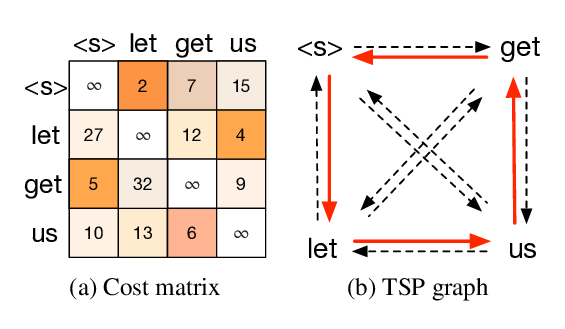 <s> let get us
<s> ∞ 2 7 15
let 27 ∞ 12 4
get 5 32 ∞ 9
us 10 13 6 ∞
(a) Cost matrix
<s> get
let us
(b) TSP graph